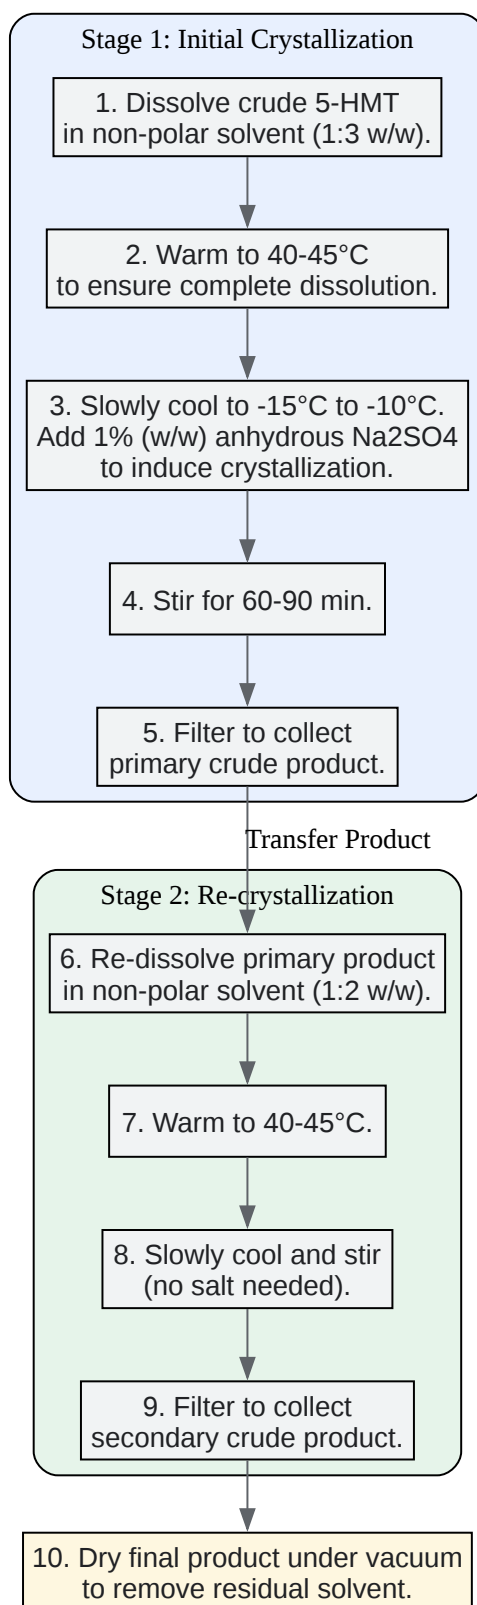 Stage 1: Initial Crystallization
1. Dissolve crude 5-HMT
in non-polar solvent (1:3 w/w).
2. Warm to 40-45°C
to ensure complete dissolution.
3. Slowly cool to -15°C to -10°C.
Add 1% (w/w) anhydrous Na2SO4
to induce crystallization.
4. Stir for 60-90 min.
5. Filter to collect
primary crude product.
Transfer Product
Stage 2: Re-crystallization
6. Re-dissolve primary product
in non-polar solvent (1:2 w/w).
7. Warm to 40-45°C.
8. Slowly cool and stir
(no salt needed).
9. Filter to collect
secondary crude product.
10. Dry final product under vacuum
to remove residual solvent.